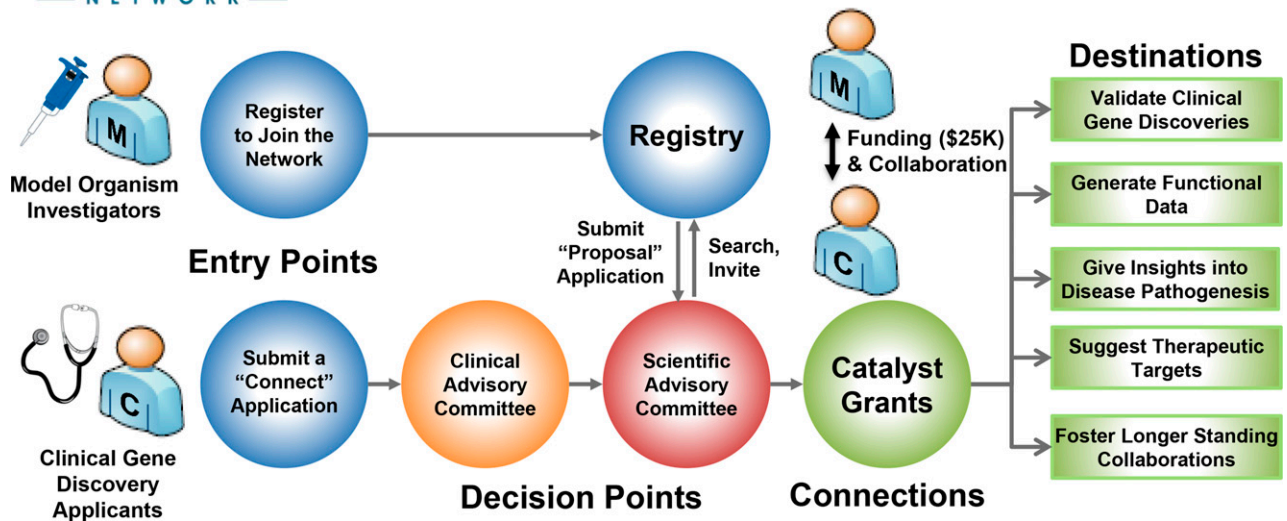 NETWORK
M
Model Organism
Investigators
Register
to Join the
Network
Registry
M
Funding ($25K)
& Collaboration
C
Destinations
Validate Clinical
Gene Discoveries
Generate Functional
Data
Give Insights into
Disease Pathogenesis
Suggest Therapeutic
Targets
Foster Longer Standing
Collaborations
Entry Points
Submit
“Proposal”
Application
Search,
Invite
C
Clinical Gene
Discovery
Applicants
Submit a
“Connect”
Application
Clinical
Advisory
Committee
Scientific
Advisory
Committee
Catalyst
Grants
Decision Points
Connections